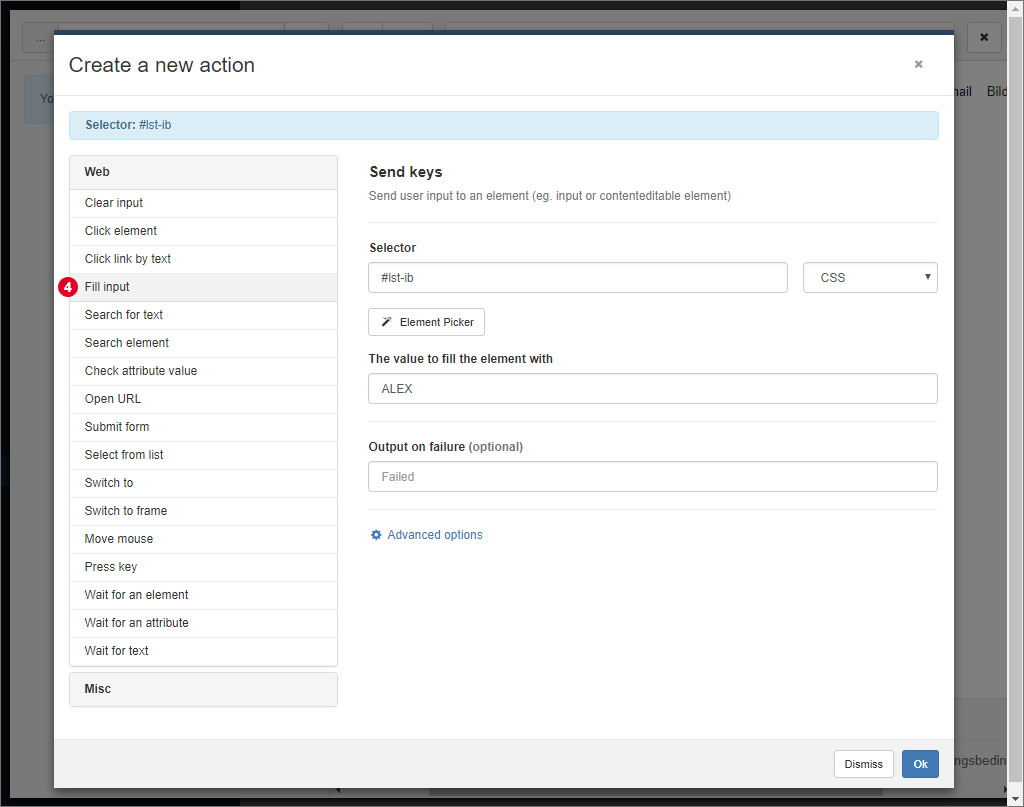 ...
Create a new action
Yo
mail Bild
Selector: #lst-ib
Web
Clear input
Click element
Click link by text
4 Fill input
Search for text
Search element
Check attribute value
Open URL
Submit form
Select from list
Switch to
Switch to frame
Move mouse
Press key
Wait for an element
Wait for an attribute
Wait for text
Misc
Send keys
Send user input to an element (eg. input or contenteditable element)
Selector
#lst-ib CSS
Element Picker
The value to fill the element with
ALEX
Output on failure (optional)
Failed
Advanced options
ngsbedin
Dismiss Ok